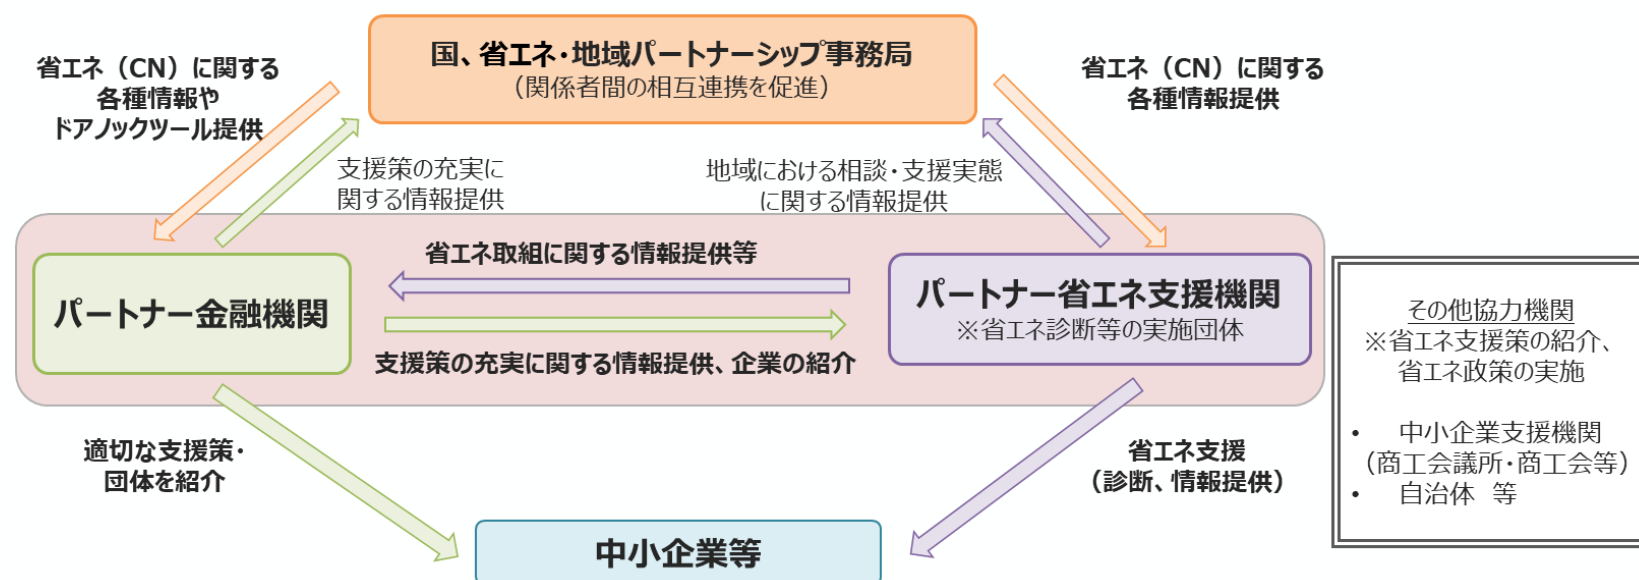 国、省エネ・地域パートナーシップ事務局
（関係者間の相互連携を促進）
省エネ（CN）に関する
各種情報や
ドアノックツール提供
省エネ（CN）に関する
各種情報提供
支援策の充実に
関する情報提供
地域における相談・支援実態
に関する情報提供
省エネ取組に関する情報提供等
パートナー金融機関
パートナー省エネ支援機関
※省エネ診断等の実施団体
支援策の充実に関する情報提供、企業の紹介
その他協力機関
※省エネ支援策の紹介、
省エネ政策の実施
• 中小企業支援機関
（商工会議所・商工会等）
• 自治体 等
適切な支援策・
団体を紹介
省エネ支援
（診断、情報提供）
中小企業等